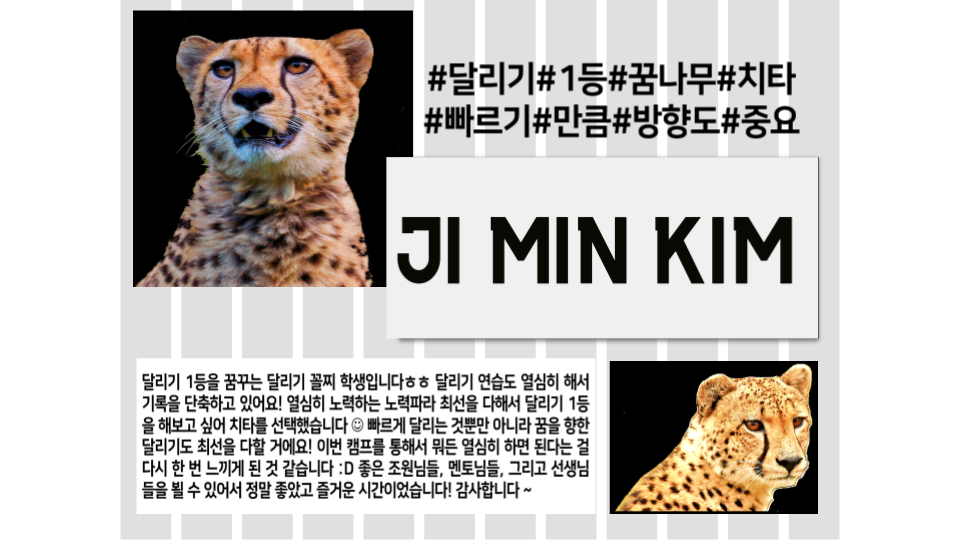 #달리기#1등#꿈나무#치타
#빠르기#만큼#방향도#중요
JI MIN KIM
달리기 1등을 꿈꾸는 달리기 꼴찌 학생입니다ㅎㅎ 달리기 연습도 열심히 해서
기록을 단축하고 있어요! 열심히 노력하는 노력파라 최선을 다해서 달리기 1등
을 해보고 싶어 치타를 선택했습니다 ☺ 빠르게 달리는 것뿐만 아니라 꿈을 향한
달리기도 최선을 다할 거에요! 이번 캠프를 통해서 뭐든 열심히 하면 된다는 걸
다시 한 번 느끼게 된 것 같습니다 :D 좋은 조원님들, 멘토님들, 그리고 선생님
들을 뵐 수 있어서 정말 좋았고 즐거운 시간이었습니다! 감사합니다 ~